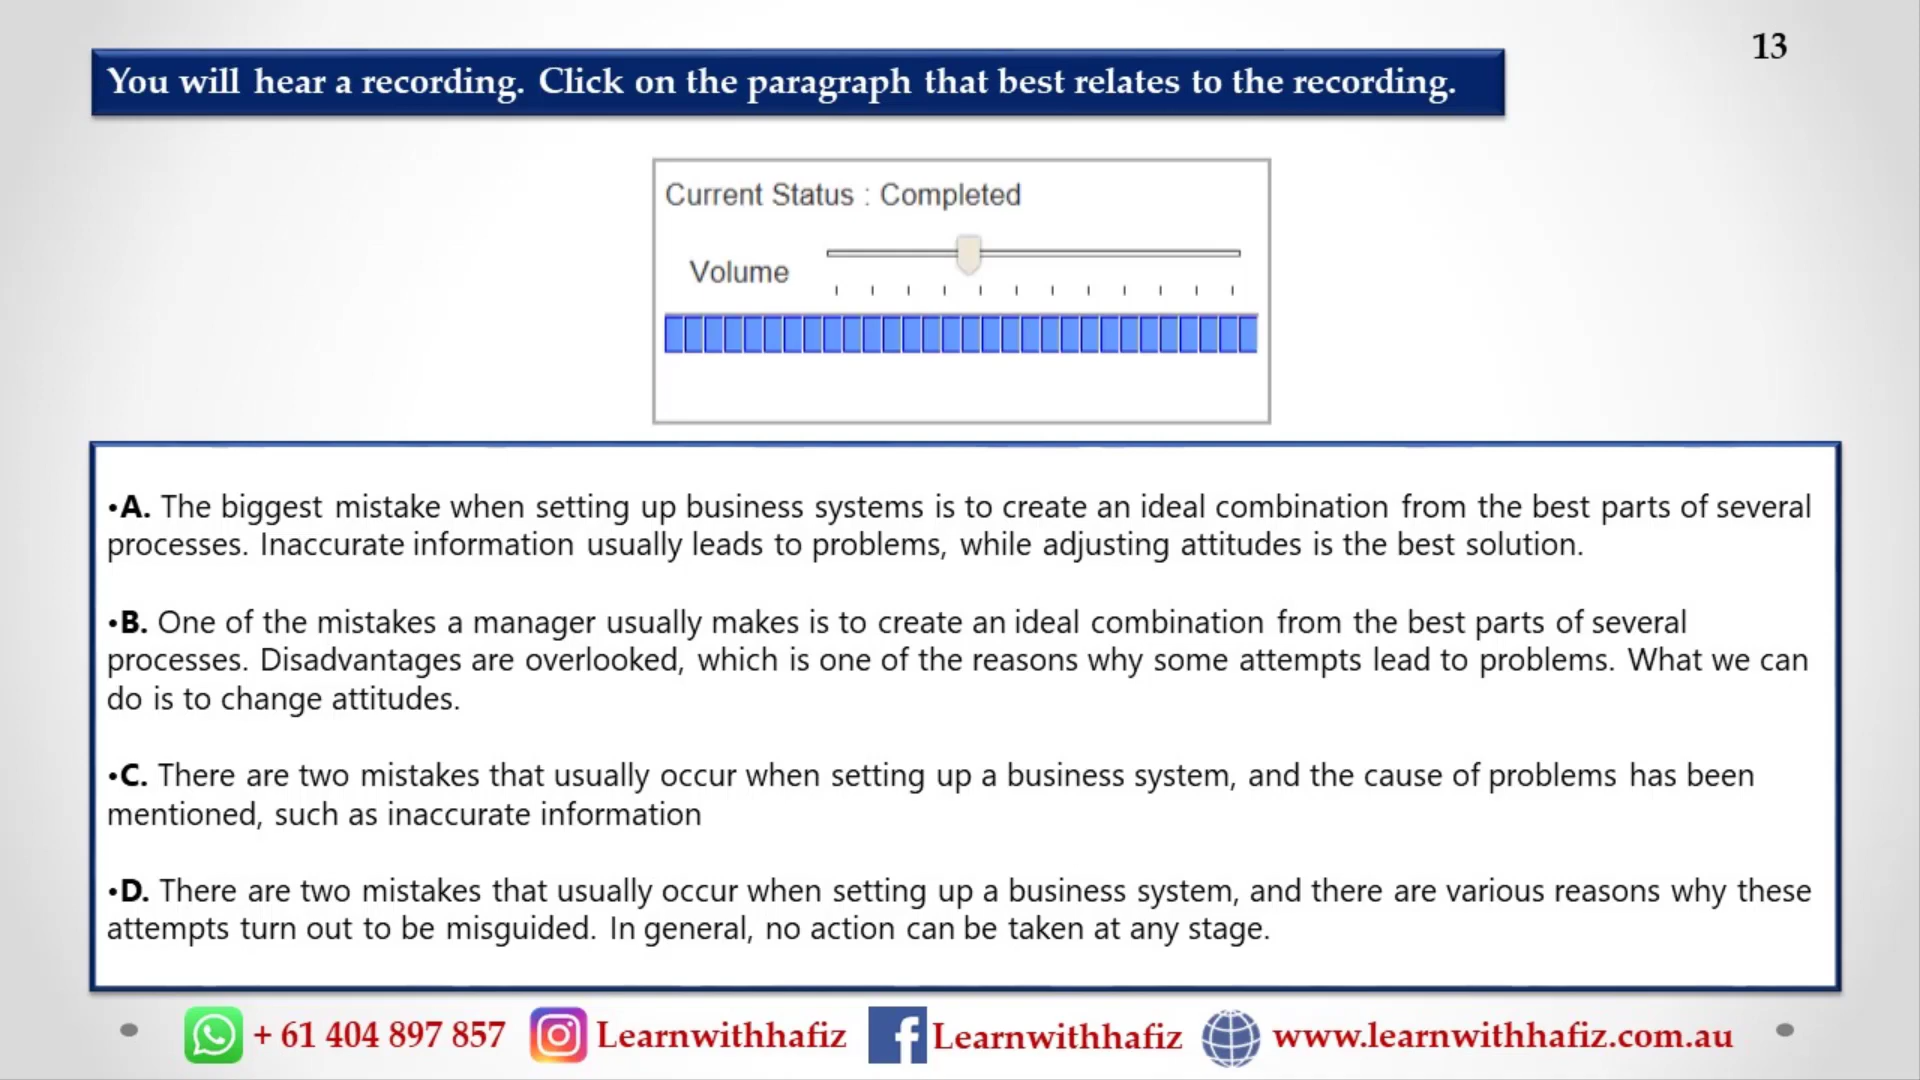 13
You will hear a recording. Click on the paragraph that best relates to the recording.
Current Status : Completed
Volume
•A. The biggest mistake when setting up business systems is to create an ideal combination from the best parts of several
processes. Inaccurate information usually leads to problems, while adjusting attitudes is the best solution.
•B. One of the mistakes a manager usually makes is to create an ideal combination from the best parts of several
processes. Disadvantages are overlooked, which is one of the reasons why some attempts lead to problems. What we can
do is to change attitudes.
•C. There are two mistakes that usually occur when setting up a business system, and the cause of problems has been
mentioned, such as inaccurate information
•D. There are two mistakes that usually occur when setting up a business system, and there are various reasons why these
attempts turn out to be misguided. In general, no action can be taken at any stage.
+ 61 404 897 857 Learnwithhafiz Learnwithhafiz www.learnwithhafiz.com.au